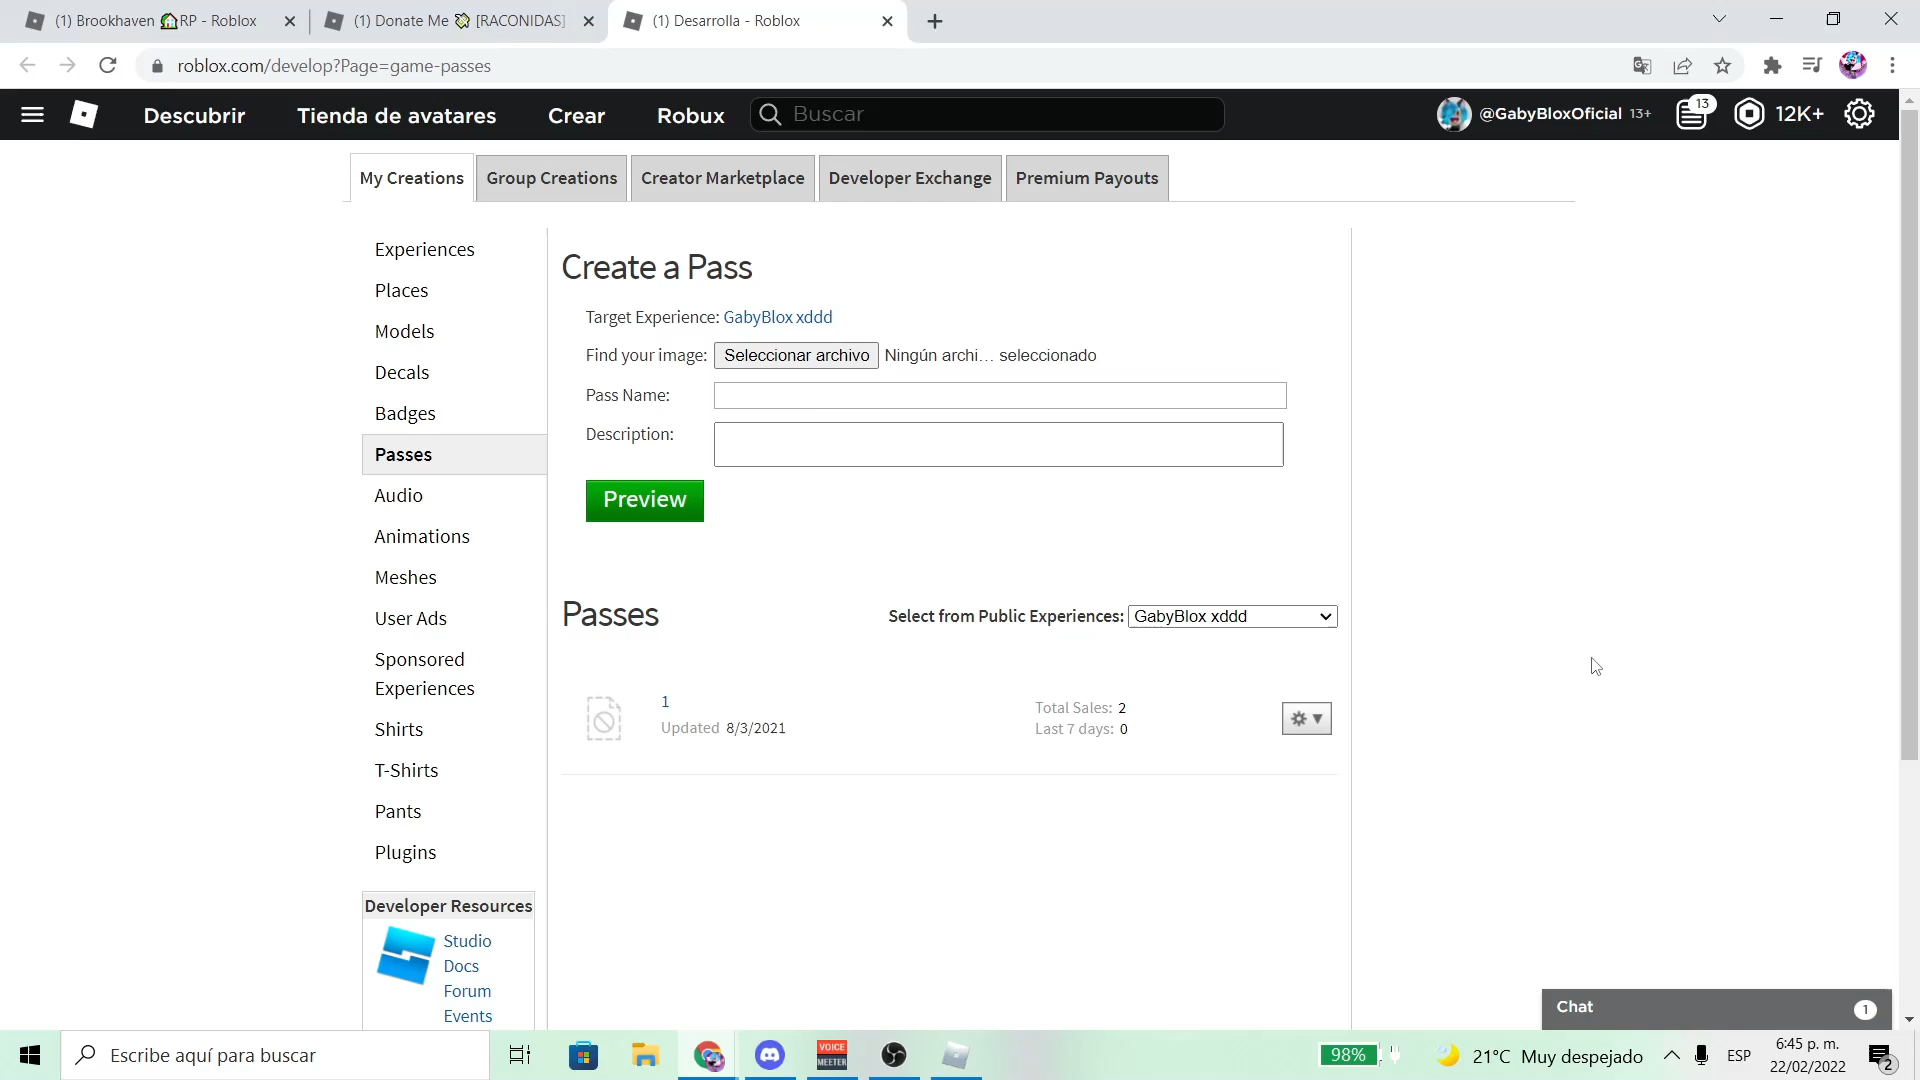 (1) Brookhaven 🏠RP - Roblox
(1) Donate Me 💸 [RACONIDAS]
(1) Desarrolla - Roblox
roblox.com/develop?Page=game-passes
Descubrir
Tienda de avatares
Crear
Robux
Buscar
@GabyBloxOficial 13+
13
12K+
My Creations
Group Creations
Creator Marketplace
Developer Exchange
Premium Payouts
Experiences
Places
Models
Decals
Badges
Passes
Audio
Animations
Meshes
User Ads
Sponsored
Experiences
Shirts
T-Shirts
Pants
Plugins
Developer Resources
Studio
Docs
Forum
Events
Create a Pass
Target Experience: GabyBlox xddd
Find your image: Seleccionar archivo Ningún archi... seleccionado
Pass Name:
Description:
Preview
Passes
Select from Public Experiences: GabyBlox xddd
1
Updated 8/3/2021
Total Sales: 2
Last 7 days: 0
Chat
1
Escribe aquí para buscar
VOICE
MEETER
98%
21°C Muy despejado
ESP
6:45 p. m.
22/02/2022
2